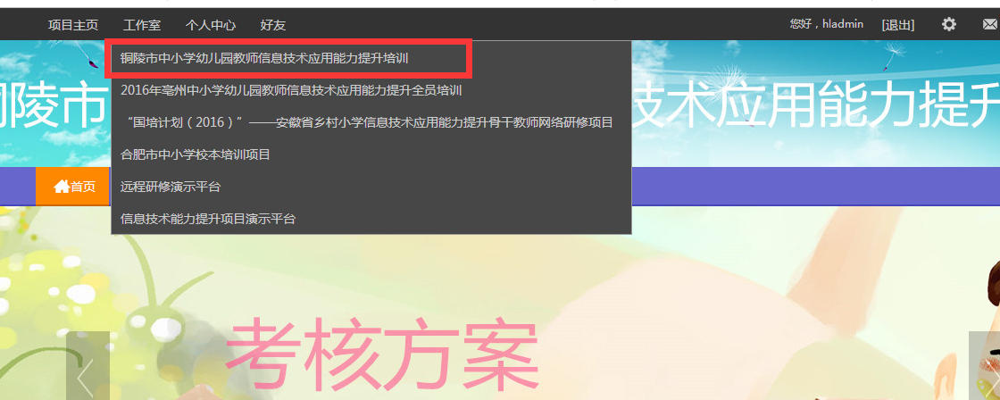 项目主页 工作室 个人中心 好友 您好，hladmin [退出]
铜陵市中小学幼儿园教师信息技术应用能力提升培训
2016年亳州中小学幼儿园教师信息技术应用能力提升全员培训
“国培计划（2016）”——安徽省乡村小学信息技术应用能力提升骨干教师网络研修项目
合肥市中小学校本培训项目
远程研修演示平台
信息技术能力提升项目演示平台
陵市 技术应用能力提升
首页
考核方案